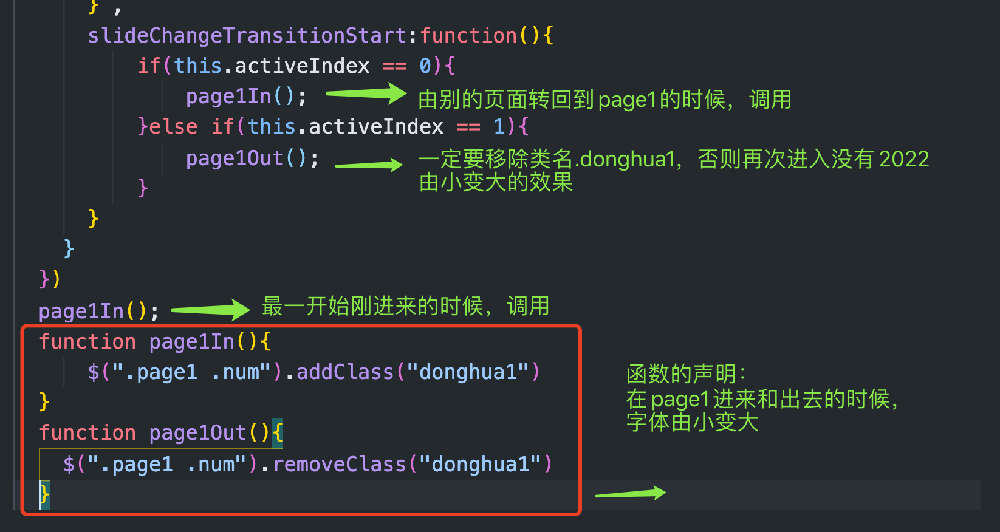 } ,
slideChangeTransitionStart:function(){
if(this.activeIndex == 0){
page1In();
由别的页面转回到page1的时候，调用
}else if(this.activeIndex == 1){
page1Out();
一定要移除类名.donghua1，否则再次进入没有2022
由小变大的效果
}
}
}
})
page1In();
最一开始刚进来的时候，调用
function page1In(){
$(".page1 .num").addClass("donghua1")
}
function page1Out(){
$(".page1 .num").removeClass("donghua1")
}
函数的声明：
在page1进来和出去的时候，
字体由小变大